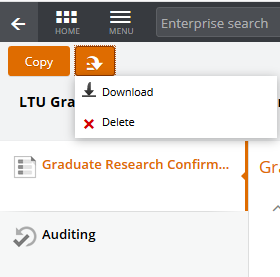 HOME
MENU
Enterprise search
Copy
Download
LTU Gra
Delete
Graduate Research Confirm...
Gra
Auditing